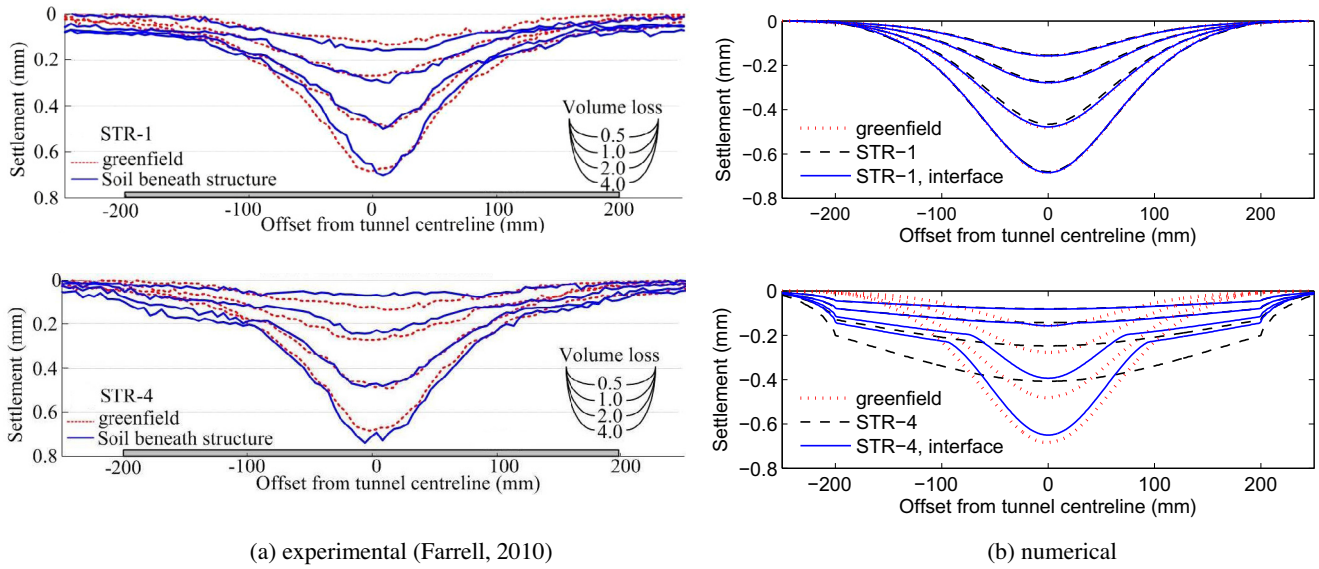 0
0.2
0.4
0.6
0.8
Settlement (mm)
STR-1
greenfield
Soil beneath structure
Volume loss
0.5
1.0
2.0
4.0
-200
-100
0
100
200
Offset from tunnel centreline (mm)
0
−0.2
−0.4
−0.6
−0.8
Settlement (mm)
greenfield
STR−1
STR−1, interface
−200
−100
0
100
200
Offset from tunnel centreline (mm)
0
0.2
0.4
0.6
0.8
Settlement (mm)
STR-4
greenfield
Soil beneath structure
Volume loss
0.5
1.0
2.0
4.0
-200
-100
0
100
200
Offset from tunnel centreline (mm)
0
−0.2
−0.4
−0.6
−0.8
Settlement (mm)
greenfield
STR−4
STR−4, interface
−200
−100
0
100
200
Offset from tunnel centreline (mm)
(a) experimental (Farrell, 2010)
(b) numerical